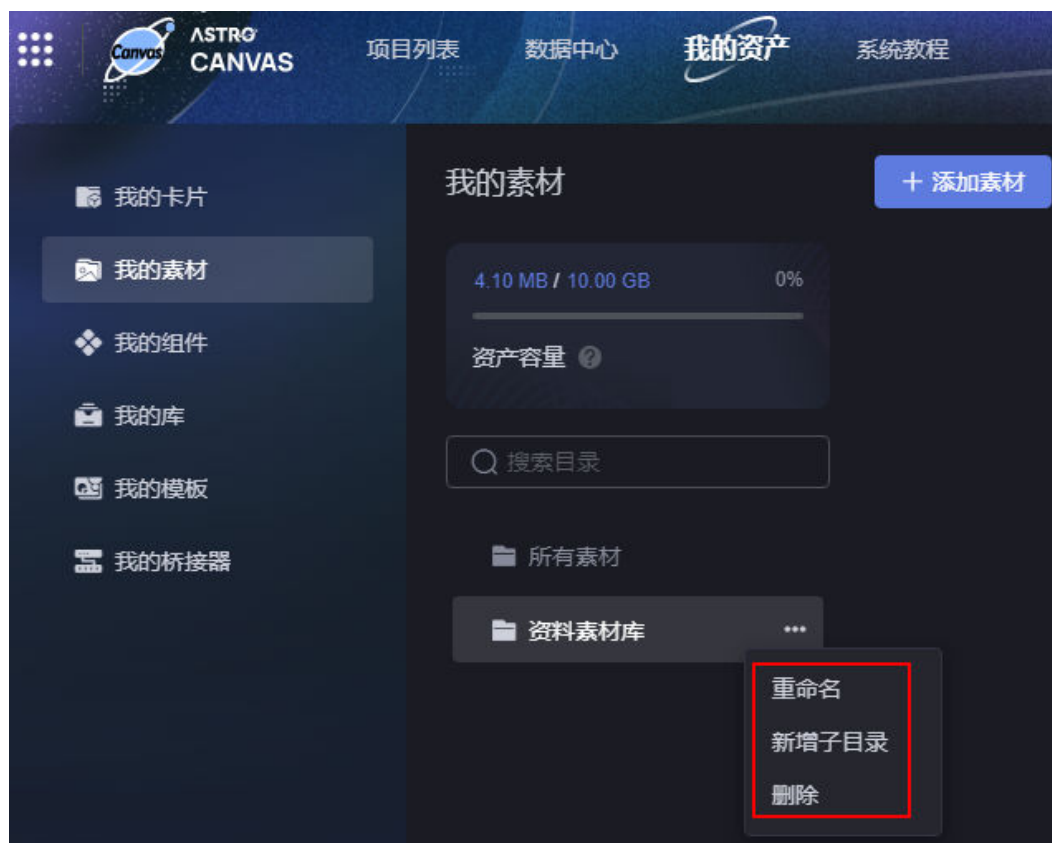 Canvas
ASTRO
CANVAS
项目列表
数据中心
我的资产
系统教程
我的卡片
我的素材
我的组件
我的库
我的模板
我的桥接器
我的素材
+ 添加素材
4.10 MB / 10.00 GB
0%
资产容量 ?
搜索目录
所有素材
资料素材库 ···
重命名
新增子目录
删除